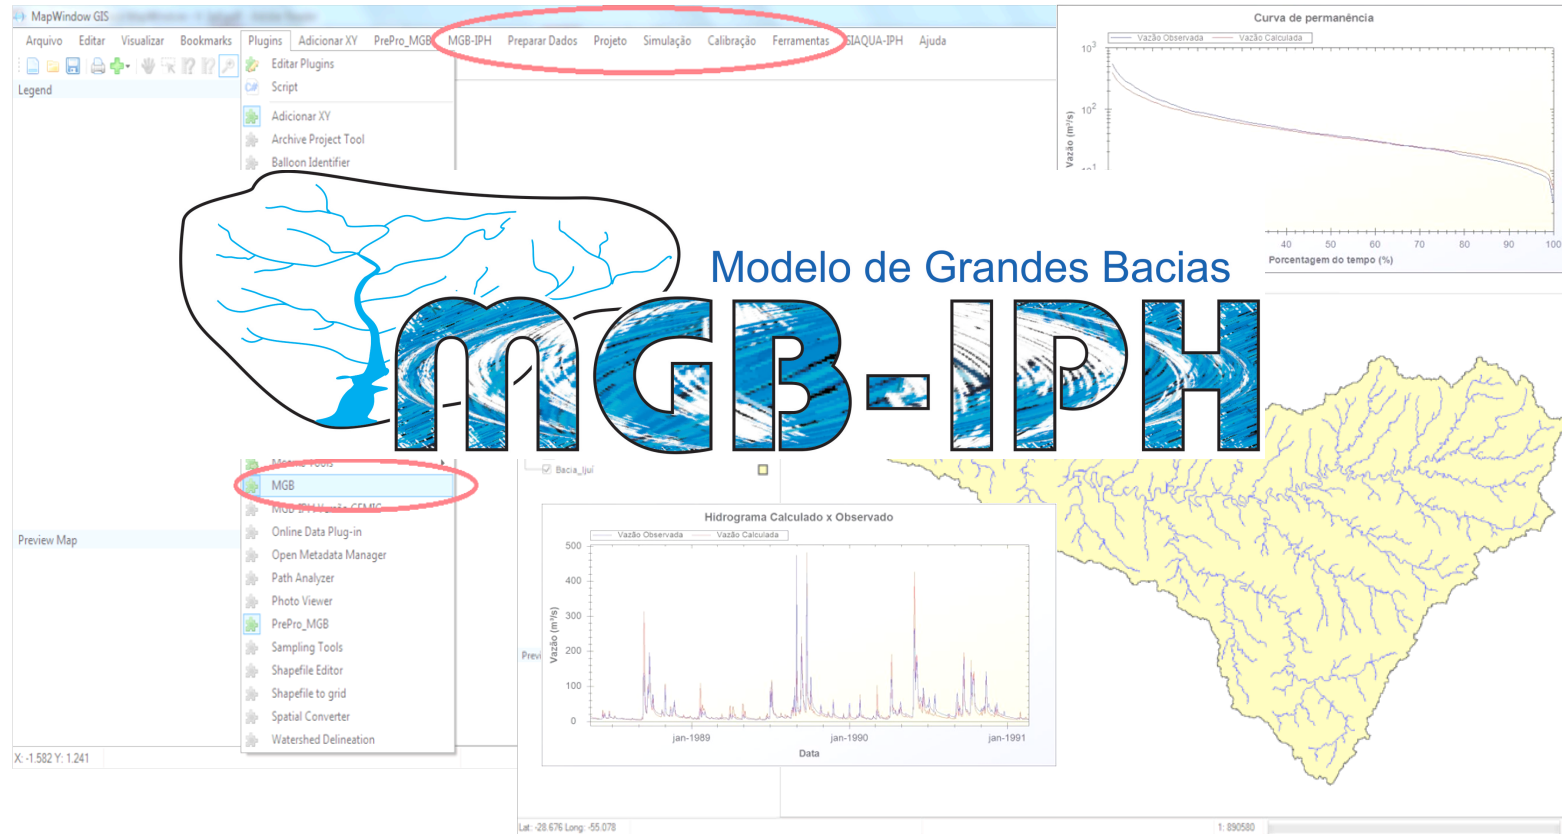 MapWindow GIS
Arquivo Editar Visualizar Bookmarks Plugins Adicionar XY PrePro_MGB MGB-IPH Preparar Dados Projeto Simulação Calibração Ferramentas SIAQUA-IPH Ajuda
Legend
Editar Plugins
C# Script
Adicionar XY
Archive Project Tool
Balloon Identifier
MGB
Online Data Plug-in
Open Metadata Manager
Path Analyzer
Photo Viewer
PrePro_MGB
Sampling Tools
Shapefile Editor
Shapefile to grid
Spatial Converter
Watershed Delineation
Preview Map
X: -1.582 Y: 1.241
Curva de permanência
Vazão Observada Vazão Calculada
Vazão (m³/s)
10³
10²
10¹
40 50 60 70 80 90 100
Porcentagem do tempo (%)
Modelo de Grandes Bacias
MGB-IPH
Bacia_Ijuí
Hidrograma Calculado x Observado
Vazão Observada Vazão Calculada
Vazão (m³/s)
500
400
300
200
100
0
jan-1989 jan-1990 jan-1991
Data
Previ
Lat: -28.676 Long: -55.078
1: 890580